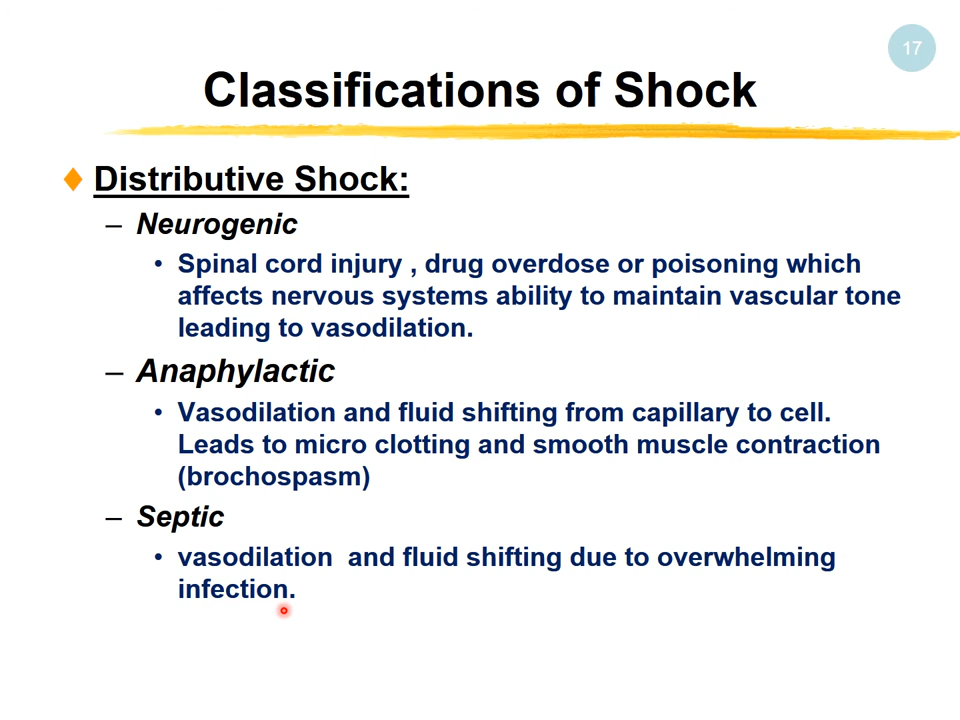 17
Classifications of Shock
♦ Distributive Shock:
– Neurogenic
• Spinal cord injury , drug overdose or poisoning which
affects nervous systems ability to maintain vascular tone
leading to vasodilation.
– Anaphylactic
• Vasodilation and fluid shifting from capillary to cell.
Leads to micro clotting and smooth muscle contraction
(brochospasm)
– Septic
• vasodilation  and fluid shifting due to overwhelming
infection.